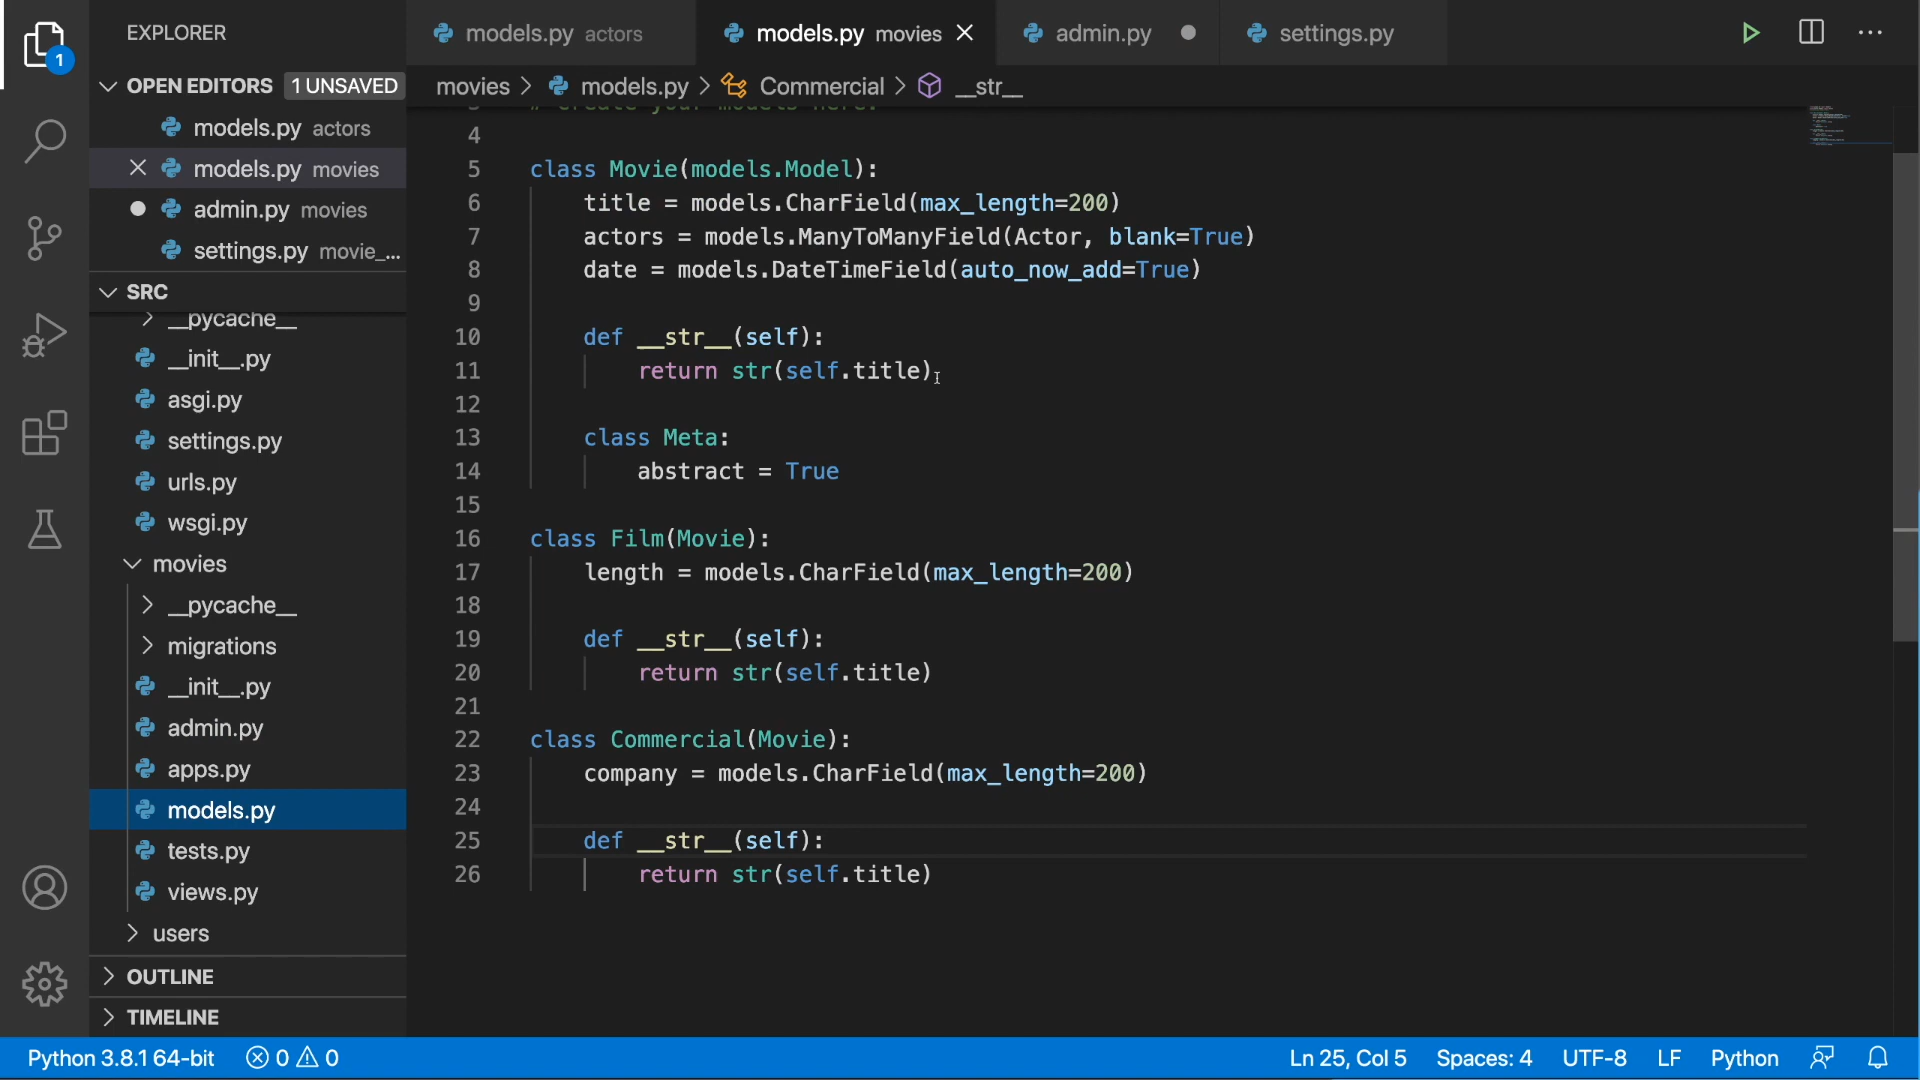 EXPLORER
OPEN EDITORS 1 UNSAVED
models.py actors
models.py movies
admin.py movies
settings.py movie_...
SRC
__pycache__
__init__.py
asgi.py
settings.py
urls.py
wsgi.py
movies
__pycache__
migrations
__init__.py
admin.py
apps.py
models.py
tests.py
views.py
users
OUTLINE
TIMELINE
models.py actors models.py movies admin.py settings.py
movies > models.py > Commercial > __str__
3 # Create your models here.
4
5 class Movie(models.Model):
6 title = models.CharField(max_length=200)
7 actors = models.ManyToManyField(Actor, blank=True)
8 date = models.DateTimeField(auto_now_add=True)
9
10 def __str__(self):
11 return str(self.title)
12
13 class Meta:
14 abstract = True
15
16 class Film(Movie):
17 length = models.CharField(max_length=200)
18
19 def __str__(self):
20 return str(self.title)
21
22 class Commercial(Movie):
23 company = models.CharField(max_length=200)
24
25 def __str__(self):
26 return str(self.title)
1
Python 3.8.1 64-bit 0 0 Ln 25, Col 5 Spaces: 4 UTF-8 LF Python